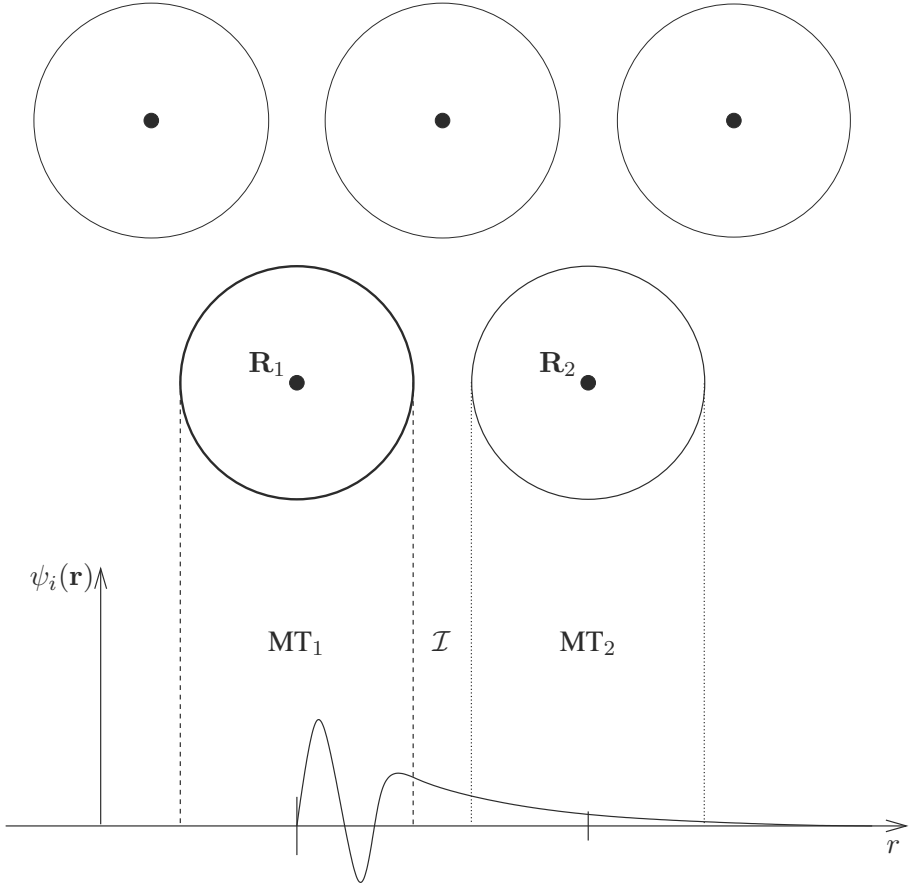 R₁ R₂
ψᵢ(r)
MT₁ ℐ MT₂
r